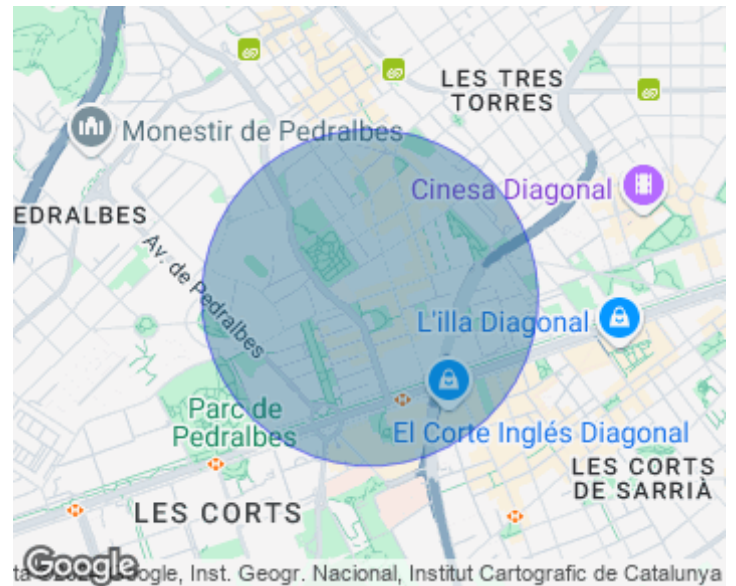 LES TRES
TORRES
Monestir de Pedralbes
Cinesa Diagonal
EDRALBES
Av. de Pedralbes
L'illa Diagonal
Parc de
Pedralbes
El Corte Inglés Diagonal
LES CORTS
DE SARRIÀ
LES CORTS
Google
Google, Inst. Geogr. Nacional, Institut Cartografic de Catalunya